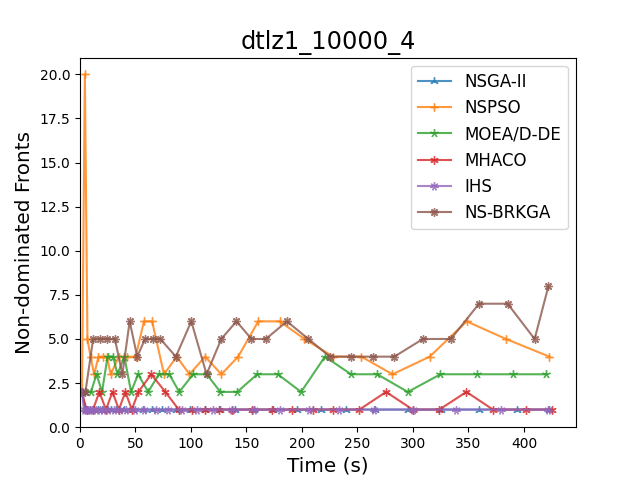 dtlz1_10000_4
Non-dominated Fronts
20.0
17.5
15.0
12.5
10.0
7.5
5.0
2.5
0.0
NSGA-II
NSPSO
MOEA/D-DE
MHACO
IHS
NS-BRKGA
0 50 100 150 200 250 300 350 400
Time (s)